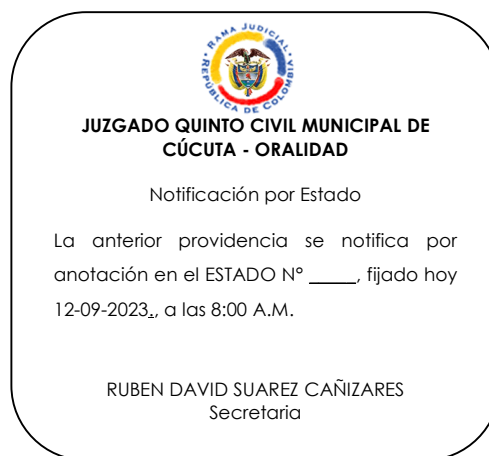 RAMA JUDICIAL
REPÚBLICA DE COLOMBIA
JUZGADO QUINTO CIVIL MUNICIPAL DE
CÚCUTA - ORALIDAD
Notificación por Estado
La anterior providencia se notifica por
anotación en el ESTADO N° _____, fijado hoy
12-09-2023., a las 8:00 A.M.
RUBEN DAVID SUAREZ CAÑIZARES
Secretaria